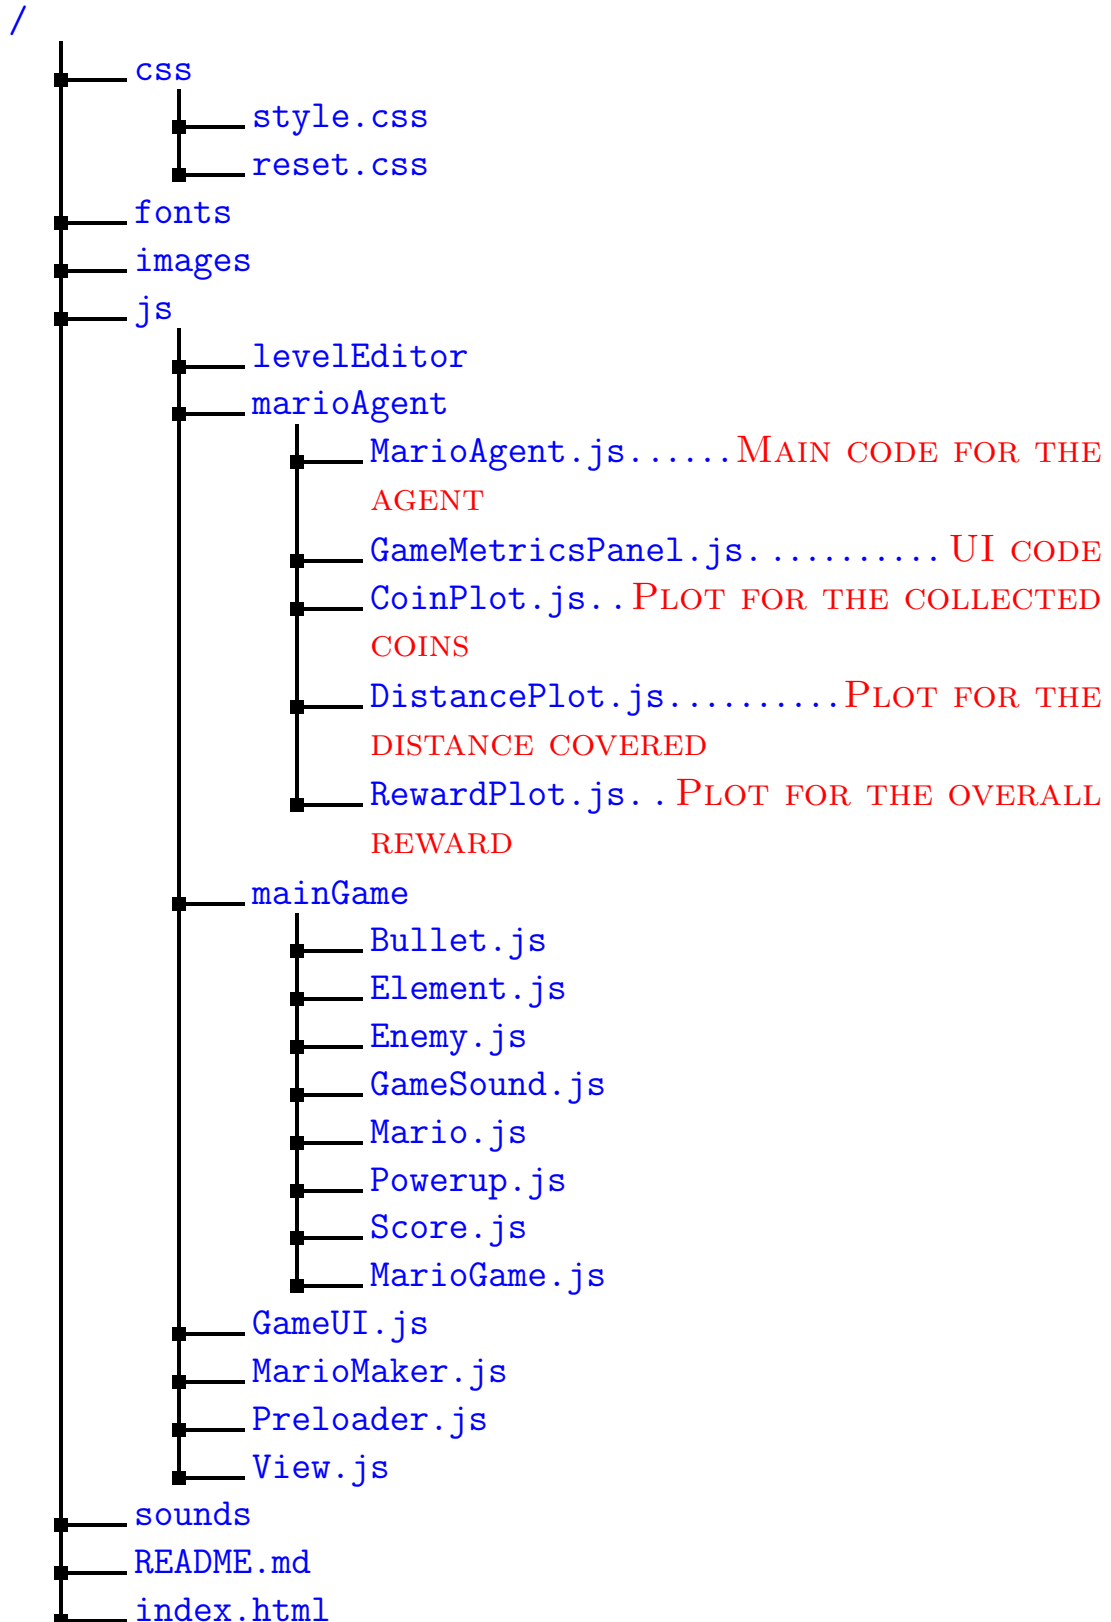 /
css
style.css
reset.css
fonts
images
js
levelEditor
marioAgent
MarioAgent.js......Main code for the
agent
GameMetricsPanel.js. .......... UI code
CoinPlot.js..Plot for the collected
coins
DistancePlot.js..........Plot for the
distance covered
RewardPlot.js. . Plot for the overall
reward
mainGame
Bullet.js
Element.js
Enemy.js
GameSound.js
Mario.js
Powerup.js
Score.js
MarioGame.js
GameUI.js
MarioMaker.js
Preloader.js
View.js
sounds
README.md
index.html